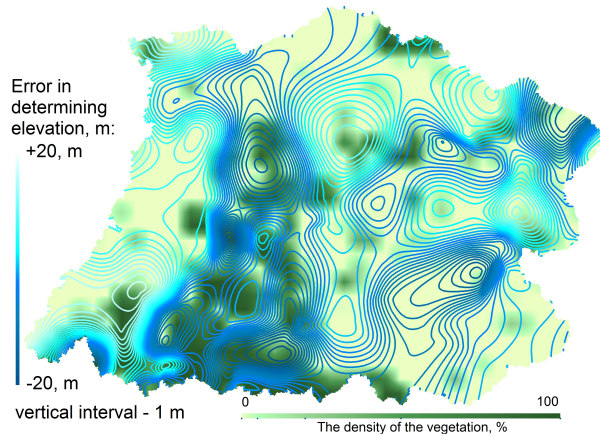 Error in
determining
elevation, m:
+20, m
-20, m
vertical interval - 1 m
0 100
The density of the vegetation, %